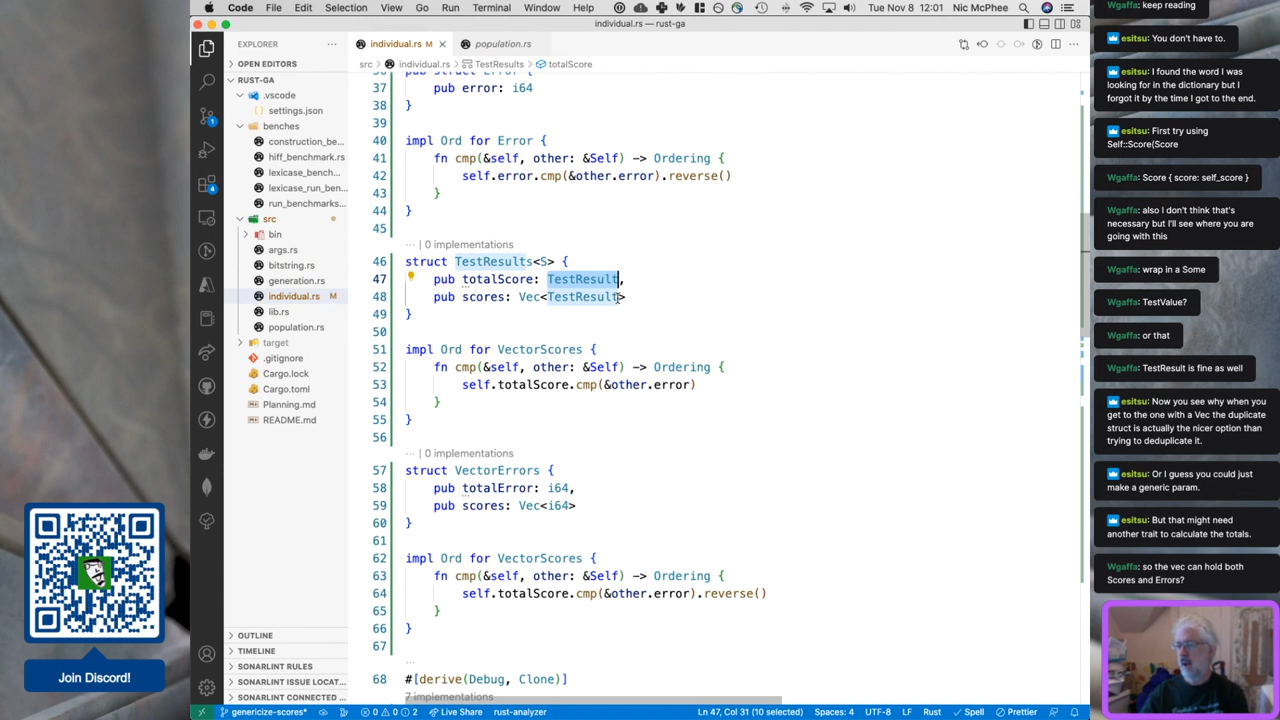 Code File Edit Selection View Go Run Terminal Window Help
Tue Nov 8 12:01 Nic McPhee
individual.rs — rust-ga
EXPLORER
OPEN EDITORS
RUST-GA
.vscode
settings.json
benches
construction_be...
hiff_benchmark.rs
lexicase_bench...
lexicase_run_ben...
run_benchmarks...
src
bin
args.rs
bitstring.rs
generation.rs
individual.rs M
lib.rs
population.rs
target
.gitignore
Cargo.lock
Cargo.toml
Planning.md
README.md
OUTLINE
TIMELINE
SONARLINT RULES
SONARLINT ISSUE LOCAT...
SONARLINT CONNECTED ...
individual.rs M
population.rs
src > individual.rs > TestResults > totalScore
36 pub struct Error {
37 pub error: i64
38 }
39
40 impl Ord for Error {
41 fn cmp(&self, other: &Self) -> Ordering {
42 self.error.cmp(&other.error).reverse()
43 }
44 }
45
... | 0 implementations
46 struct TestResults<S> {
47 pub totalScore: TestResult,
48 pub scores: Vec<TestResult>
49 }
50
51 impl Ord for VectorScores {
52 fn cmp(&self, other: &Self) -> Ordering {
53 self.totalScore.cmp(&other.error)
54 }
55 }
56
... | 0 implementations
57 struct VectorErrors {
58 pub totalError: i64,
59 pub scores: Vec<i64>
60 }
61
62 impl Ord for VectorScores {
63 fn cmp(&self, other: &Self) -> Ordering {
64 self.totalScore.cmp(&other.error).reverse()
65 }
66 }
67
...
68 #[derive(Debug, Clone)]
7 implementations
genericize-scores* 0 0 2 Live Share rust-analyzer
Ln 47, Col 31 (10 selected) Spaces: 4 UTF-8 LF Rust Spell Prettier
1
4
Join Discord!
Wgaffa: keep reading
esitsu: You don't have to.
esitsu: I found the word I was
looking for in the dictionary but I
forgot it by the time I got to the end.
esitsu: First try using
Self::Score(Score
Wgaffa: Score { score: self_score }
Wgaffa: also I don't think that's
necessary but I'll see where you are
going with this
Wgaffa: wrap in a Some
Wgaffa: TestValue?
Wgaffa: or that
Wgaffa: TestResult is fine as well
esitsu: Now you see why when you
get to the one with a Vec the duplicate
struct is actually the nicer option than
trying to deduplicate it.
esitsu: Or I guess you could just
make a generic param.
esitsu: But that might need
another trait to calculate the totals.
Wgaffa: so the vec can hold both
Scores and Errors?